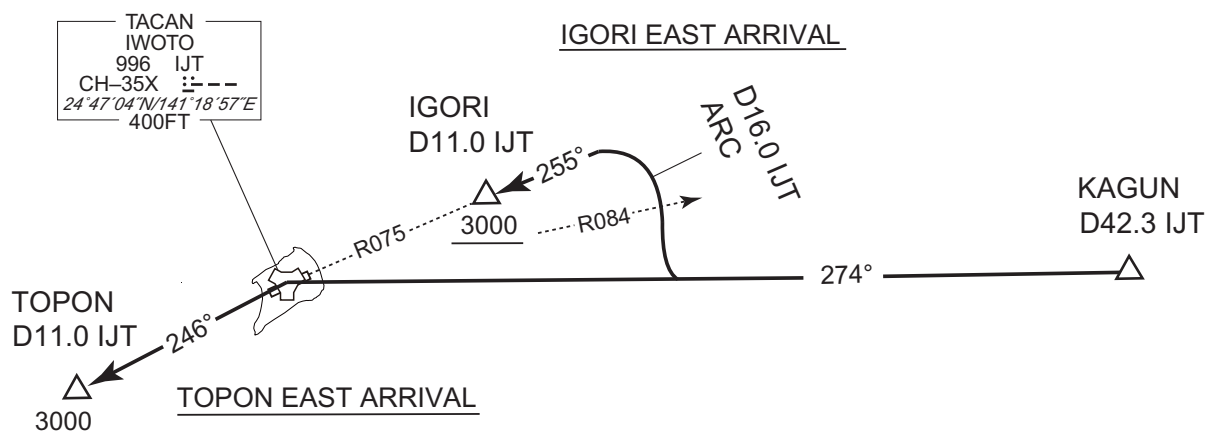 TACAN
IWOTO
996 IJT
CH–35X
24°47′04″N/141°18′57″E
400FT
IGORI EAST ARRIVAL
IGORI
D11.0 IJT
3000
255°
D16.0 IJT
ARC
R075
R084
KAGUN
D42.3 IJT
274°
TOPON
D11.0 IJT
3000
246°
TOPON EAST ARRIVAL